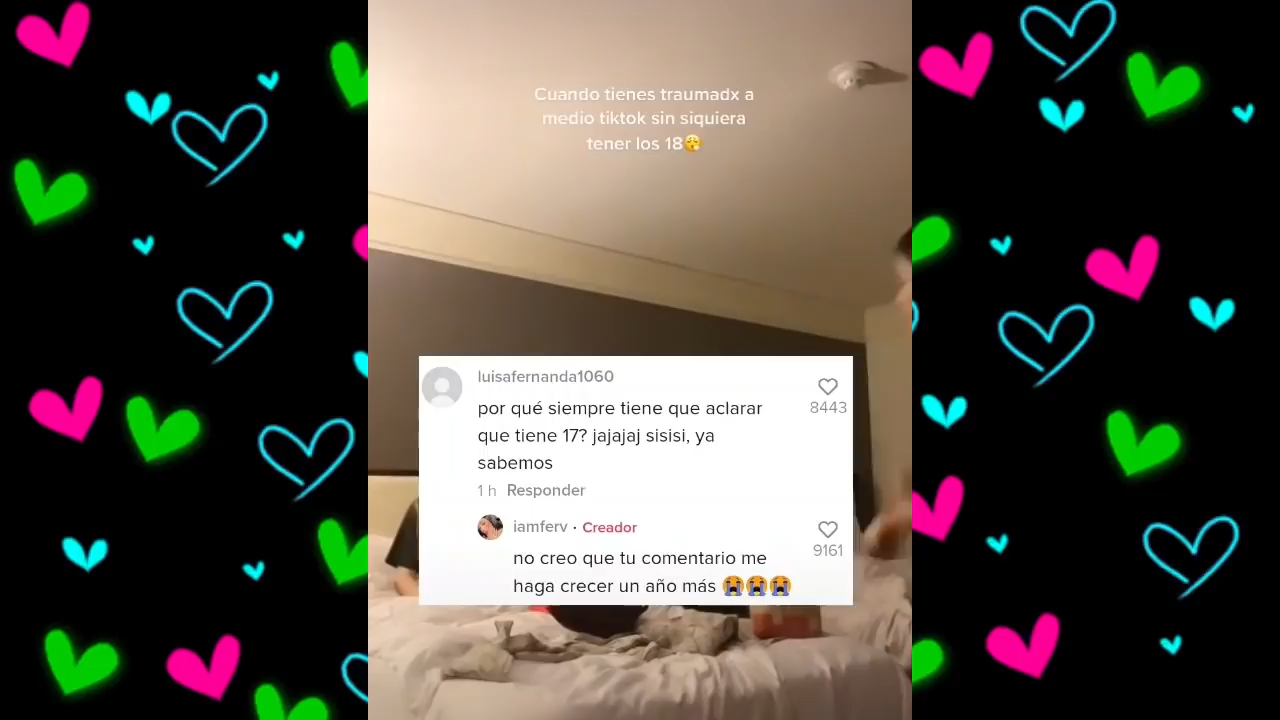 Cuando tienes traumadx a
medio tiktok sin siquiera
tener los 18😮‍💨
luisafernanda1060
por qué siempre tiene que aclarar
que tiene 17? jajajaj sisisi, ya
sabemos
8443
1 h Responder
iamferv · Creador
no creo que tu comentario me
haga crecer un año más 😭😭😭
9161